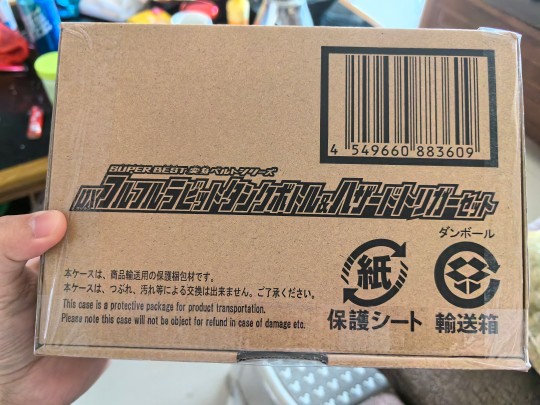 4 549660 883609
SUPER BEST 変身ベルトシリーズ
DXフルフルラビットタンクボトル&ハザードトリガーセット
ダンボール
紙
保護シート
輸送箱
本ケースは、商品輸送用の保護梱包材です。
本ケースは、つぶれ、汚れ等による交換は出来ません。ご了承ください。
This case is a protective package for product transportation.
Please note this case will not be object for refund in case of damage etc.